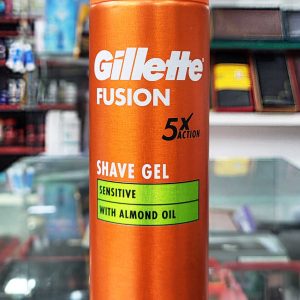 Gillette
FUSION
5X
ACTION
SHAVE GEL
SENSITIVE
WITH ALMOND OIL